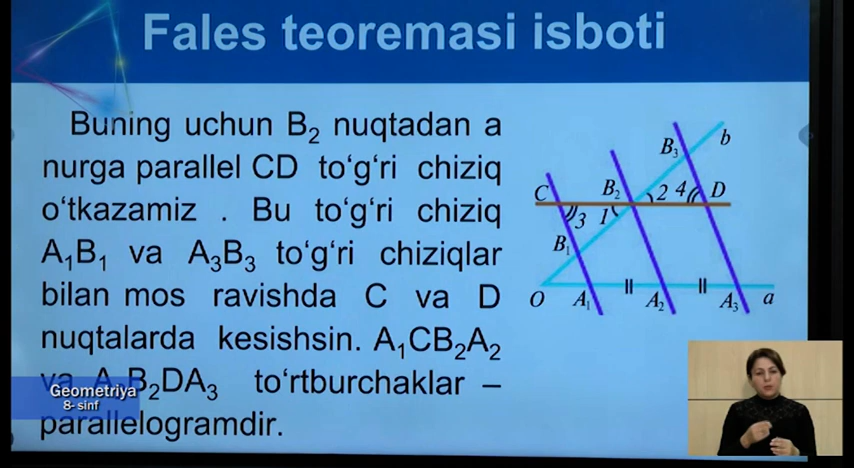 Fales teoremasi isboti
Buning uchun B₂ nuqtadan a
nurga parallel CD to‘g‘ri chiziq
o‘tkazamiz . Bu to‘g‘ri chiziq
A₁B₁ va A₃B₃ to‘g‘ri chiziqlar
bilan mos ravishda C va D
nuqtalarda kesishsin. A₁CB₂A₂
va A₂B₂DA₃ to‘rtburchaklar –
parallelogramdir.
B₃ b
C B₂ 2 4 D
3 1
B₁
O A₁ A₂ A₃ a
Geometriya
8- sinf